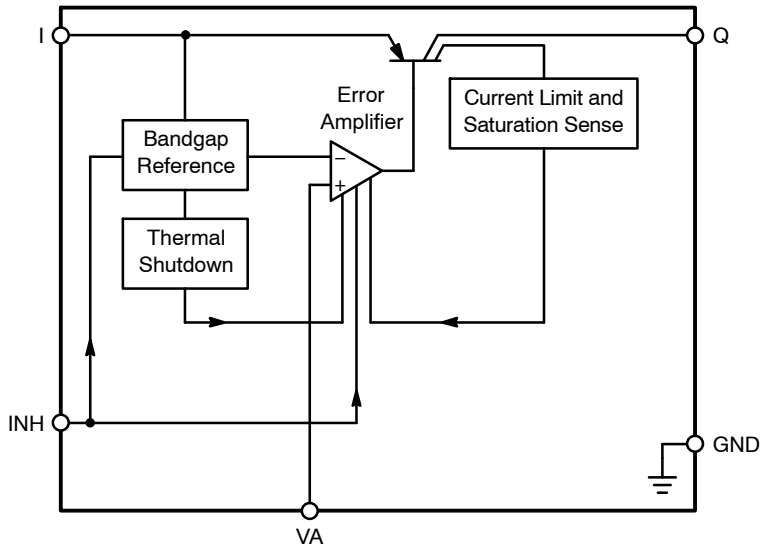 I
Q
Error
Amplifier
Current Limit and
Saturation Sense
Bandgap
Reference
−
+
Thermal
Shutdown
INH
GND
VA